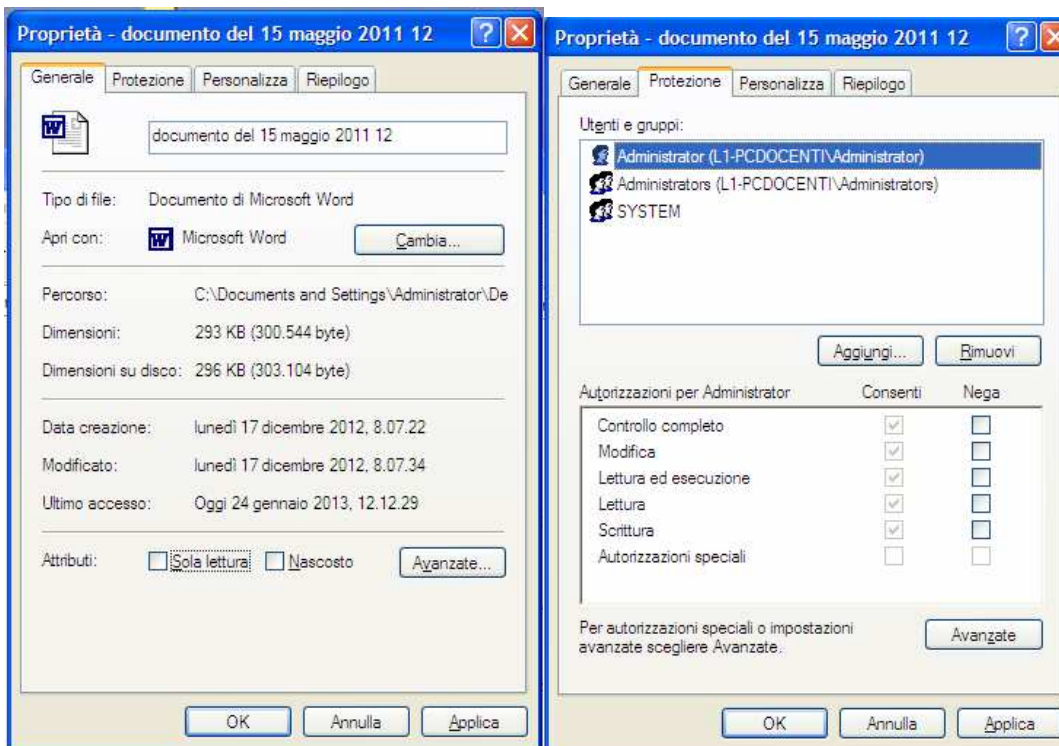 Proprietà - documento del 15 maggio 2011 12
Generale Protezione Personalizza Riepilogo
documento del 15 maggio 2011 12
Tipo di file: Documento di Microsoft Word
Apri con: Microsoft Word Cambia...
Percorso: C:\Documents and Settings\Administrator\De
Dimensioni: 293 KB (300.544 byte)
Dimensioni su disco: 296 KB (303.104 byte)
Data creazione: lunedì 17 dicembre 2012, 8.07.22
Modificato: lunedì 17 dicembre 2012, 8.07.34
Ultimo accesso: Oggi 24 gennaio 2013, 12.12.29
Attributi: Sola lettura Nascosto Avanzate...
OK Annulla Applica
Proprietà - documento del 15 maggio 2011 12
Generale Protezione Personalizza Riepilogo
Utenti e gruppi:
Administrator (L1-PCDOCENTI\Administrator)
Administrators (L1-PCDOCENTI\Administrators)
SYSTEM
Aggiungi... Rimuovi
Autorizzazioni per Administrator Consenti Nega
Controllo completo
Modifica
Lettura ed esecuzione
Lettura
Scrittura
Autorizzazioni speciali
Per autorizzazioni speciali o impostazioni
avanzate scegliere Avanzate.
Avanzate
OK Annulla Applica